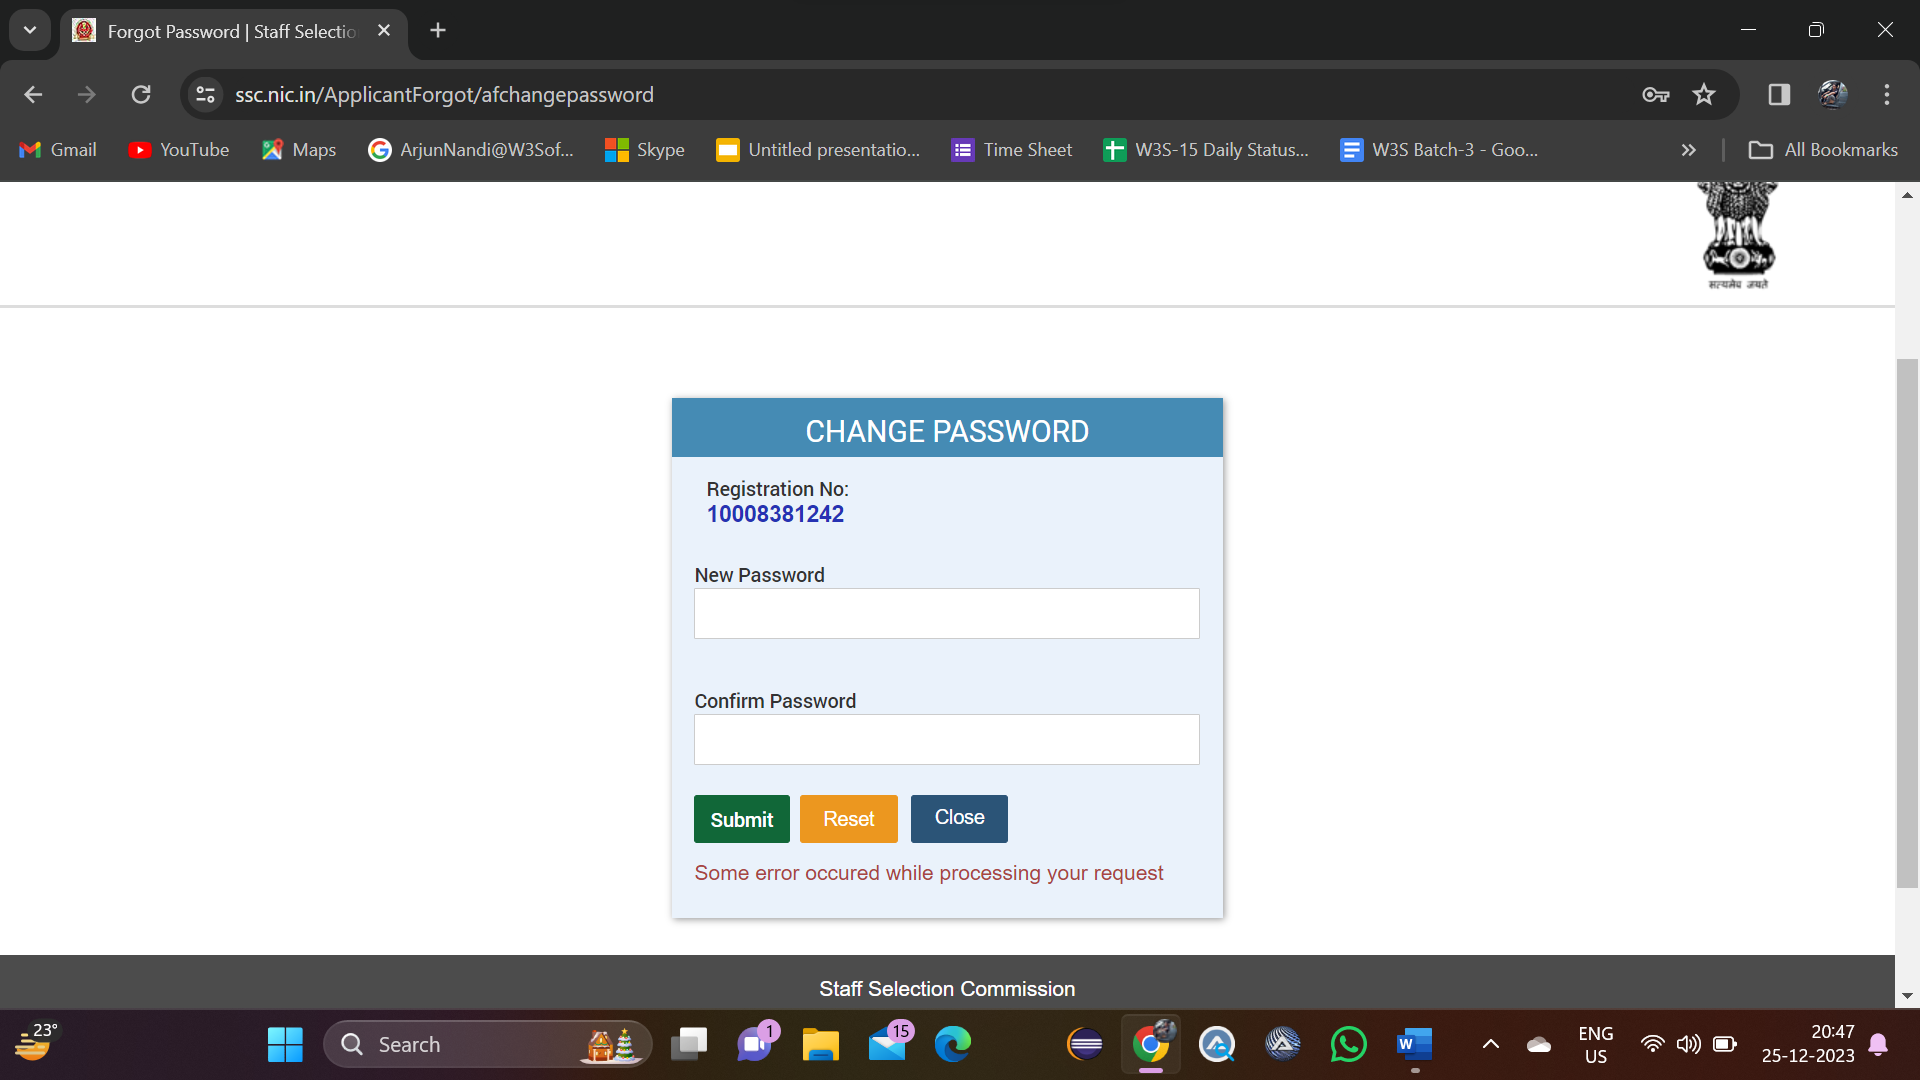 Forgot Password | Staff Selectio
ssc.nic.in/ApplicantForgot/afchangepassword
Gmail
YouTube
Maps
ArjunNandi@W3Sof...
Skype
Untitled presentatio...
Time Sheet
W3S-15 Daily Status...
W3S Batch-3 - Goo...
All Bookmarks
सत्यमेव जयते
CHANGE PASSWORD
Registration No:
10008381242
New Password
Confirm Password
Submit
Reset
Close
Some error occured while processing your request
Staff Selection Commission
23°
Search
1
15
W
ENG
US
20:47
25-12-2023